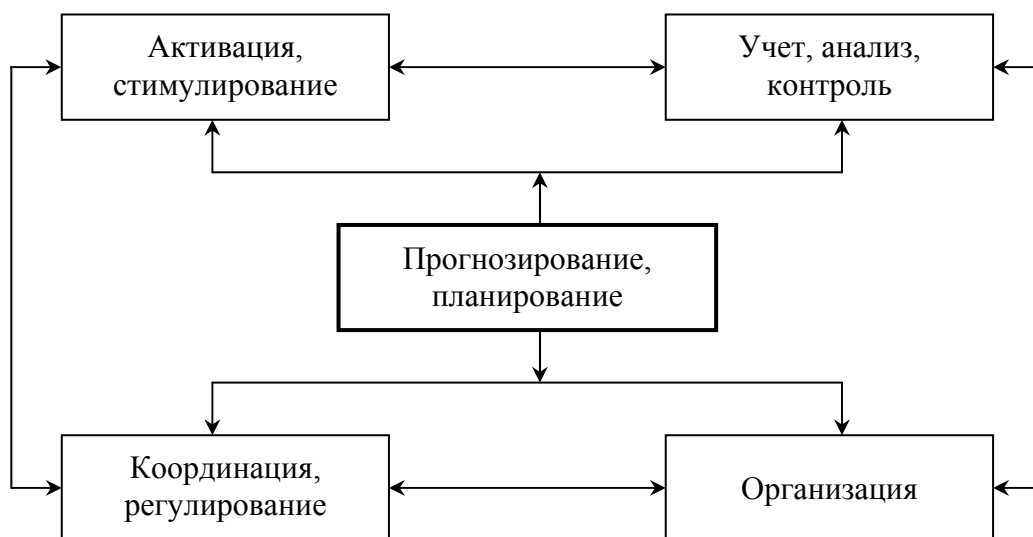 Активация,
стимулирование
Учет, анализ,
контроль
Прогнозирование,
планирование
Координация,
регулирование
Организация